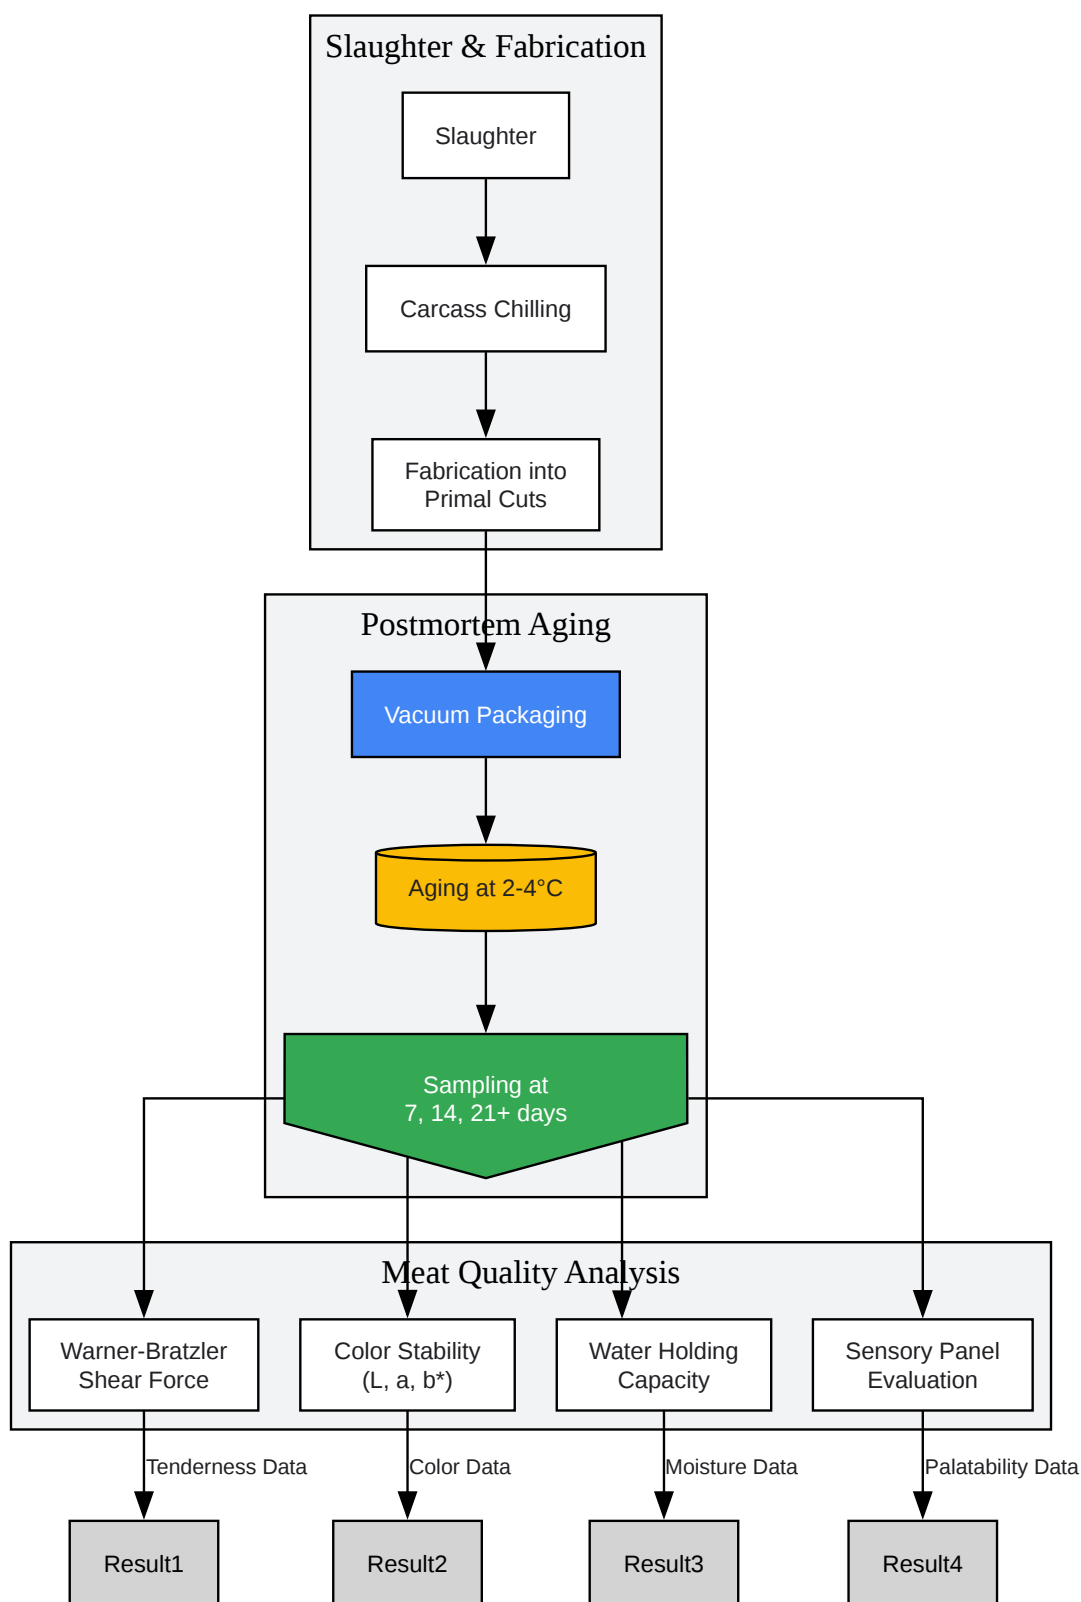 Slaughter & Fabrication
Slaughter
Carcass Chilling
Fabrication into
Primal Cuts
Postmortem Aging
Vacuum Packaging
Aging at 2-4°C
Sampling at
7, 14, 21+ days
Meat Quality Analysis
Warner-Bratzler
Shear Force
Color Stability
(L, a, b*)
Water Holding
Capacity
Sensory Panel
Evaluation
Tenderness Data
Color Data
Moisture Data
Palatability Data
Result1
Result2
Result3
Result4